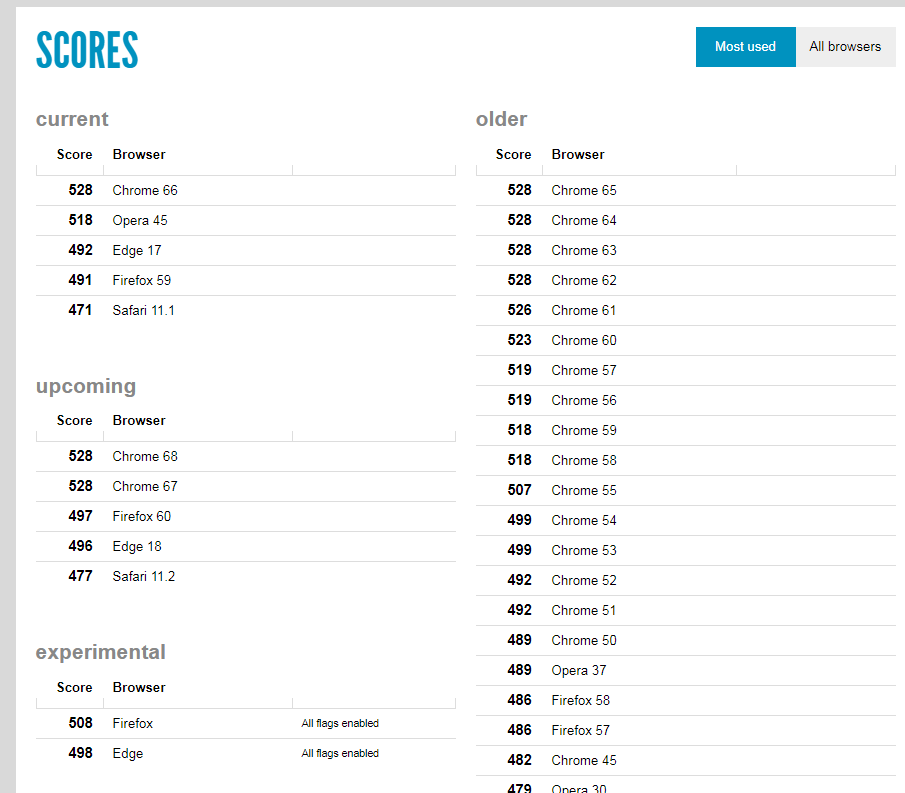 SCORES
Most used
All browsers
current
Score Browser
528 Chrome 66
518 Opera 45
492 Edge 17
491 Firefox 59
471 Safari 11.1
upcoming
Score Browser
528 Chrome 68
528 Chrome 67
497 Firefox 60
496 Edge 18
477 Safari 11.2
experimental
Score Browser
508 Firefox All flags enabled
498 Edge All flags enabled
older
Score Browser
528 Chrome 65
528 Chrome 64
528 Chrome 63
528 Chrome 62
526 Chrome 61
523 Chrome 60
519 Chrome 57
519 Chrome 56
518 Chrome 59
518 Chrome 58
507 Chrome 55
499 Chrome 54
499 Chrome 53
492 Chrome 52
492 Chrome 51
489 Chrome 50
489 Opera 37
486 Firefox 58
486 Firefox 57
482 Chrome 45
479 Opera 30